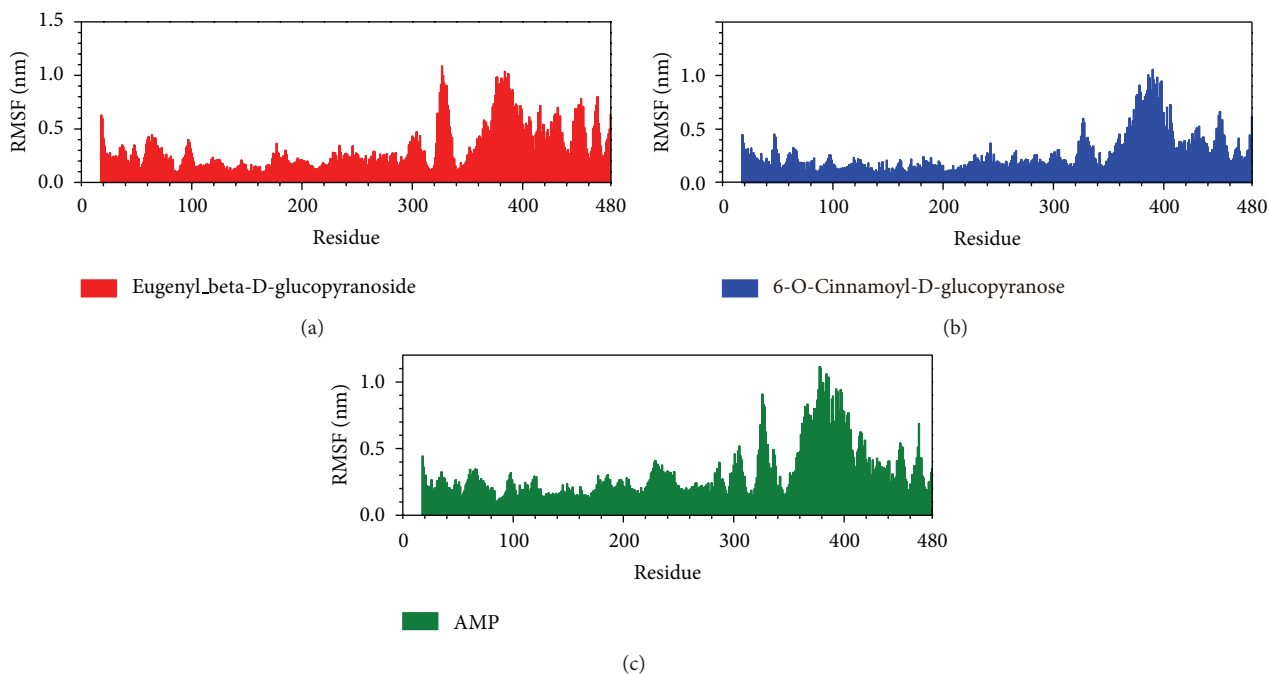 1.5
1.0
0.5
0.0
RMSF (nm)
0 100 200 300 400 480
Residue
Eugenyl_beta-D-glucopyranoside
(a)
1.5
1.0
0.5
0.0
RMSF (nm)
0 100 200 300 400 480
Residue
6-O-Cinnamoyl-D-glucopyranose
(b)
1.0
0.5
0.0
RMSF (nm)
0 100 200 300 400 480
Residue
AMP
(c)